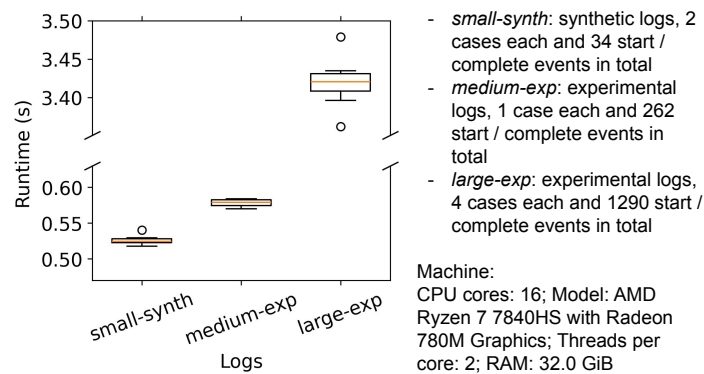 3.50
3.45
3.40
0.60
0.55
0.50
Runtime (s)
small-synth
medium-exp
large-exp
Logs
- small-synth: synthetic logs, 2
cases each and 34 start /
complete events in total
- medium-exp: experimental
logs, 1 case each and 262
start / complete events in
total
- large-exp: experimental logs,
4 cases each and 1290 start /
complete events in total
Machine:
CPU cores: 16; Model: AMD
Ryzen 7 7840HS with Radeon
780M Graphics; Threads per
core: 2; RAM: 32.0 GiB